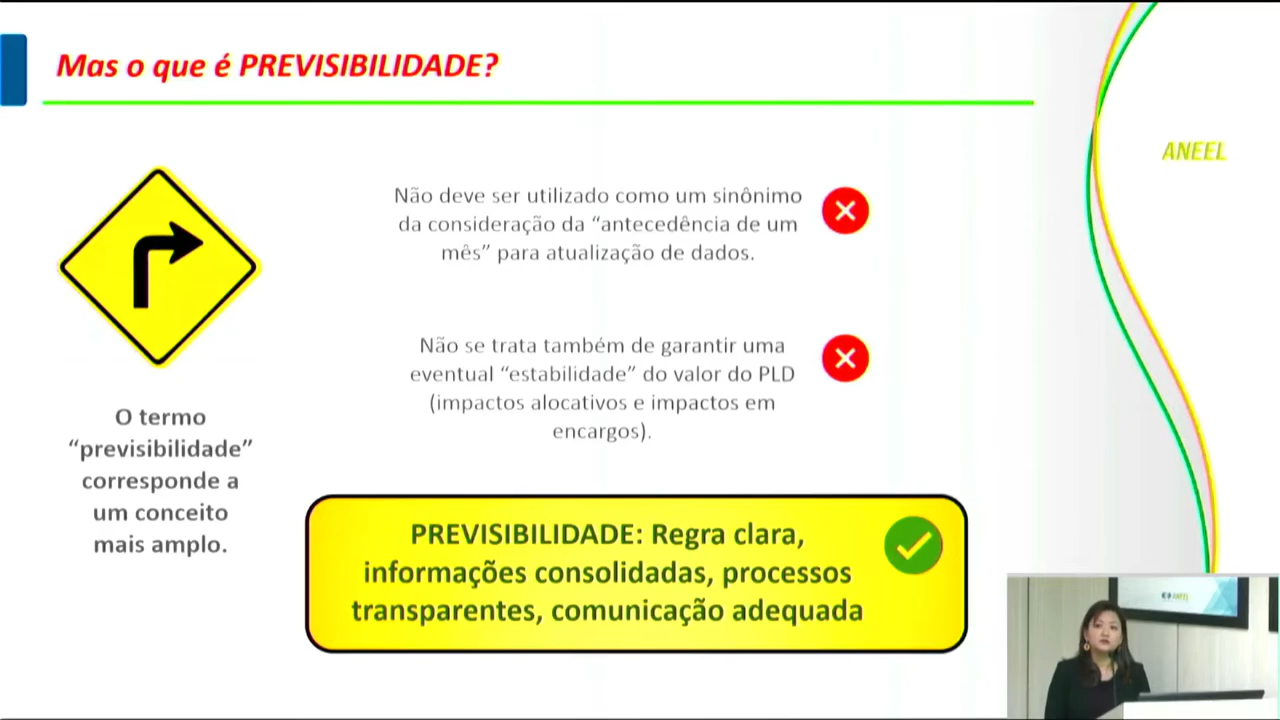 Mas o que é PREVISIBILIDADE?
ANEEL
Não deve ser utilizado como um sinônimo
da consideração da “antecedência de um
mês” para atualização de dados.
Não se trata também de garantir uma
eventual “estabilidade” do valor do PLD
(impactos alocativos e impactos em
encargos).
O termo
“previsibilidade”
corresponde a
um conceito
mais amplo.
PREVISIBILIDADE: Regra clara,
informações consolidadas, processos
transparentes, comunicação adequada
ANEEL